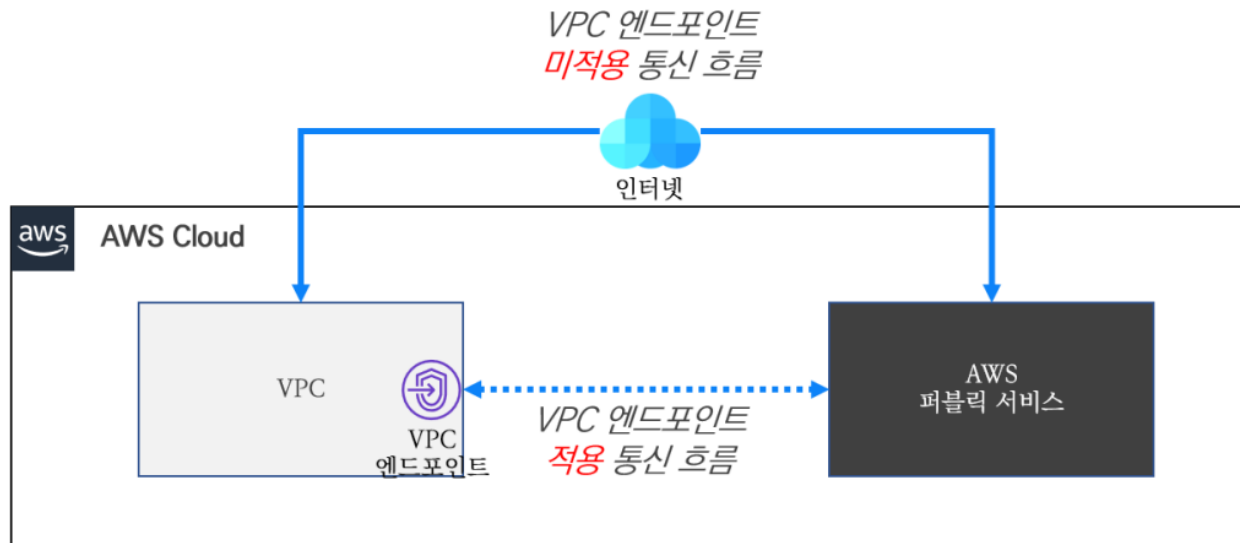 VPC 엔드포인트
미적용 통신 흐름
인터넷
aws
AWS Cloud
VPC
AWS
퍼블릭 서비스
VPC
엔드포인트
VPC 엔드포인트
적용 통신 흐름